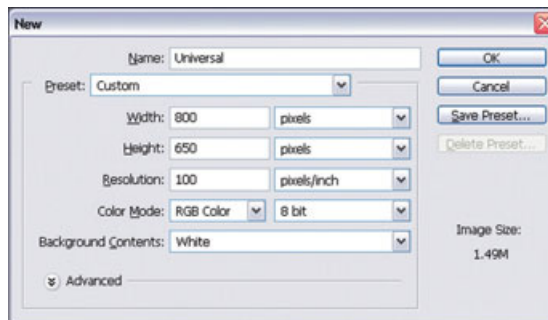 New
Name: Universal
OK
Preset: Custom
Cancel
Width: 800 pixels
Save Preset...
Height: 650 pixels
Delete Preset...
Resolution: 100 pixels/inch
Color Mode: RGB Color 8 bit
Background Contents: White
Image Size:
1.49M
Advanced